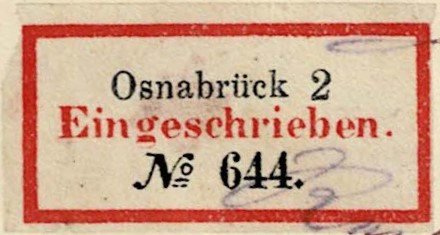 Osnabrück 2
Eingeschrieben.
№ 644.